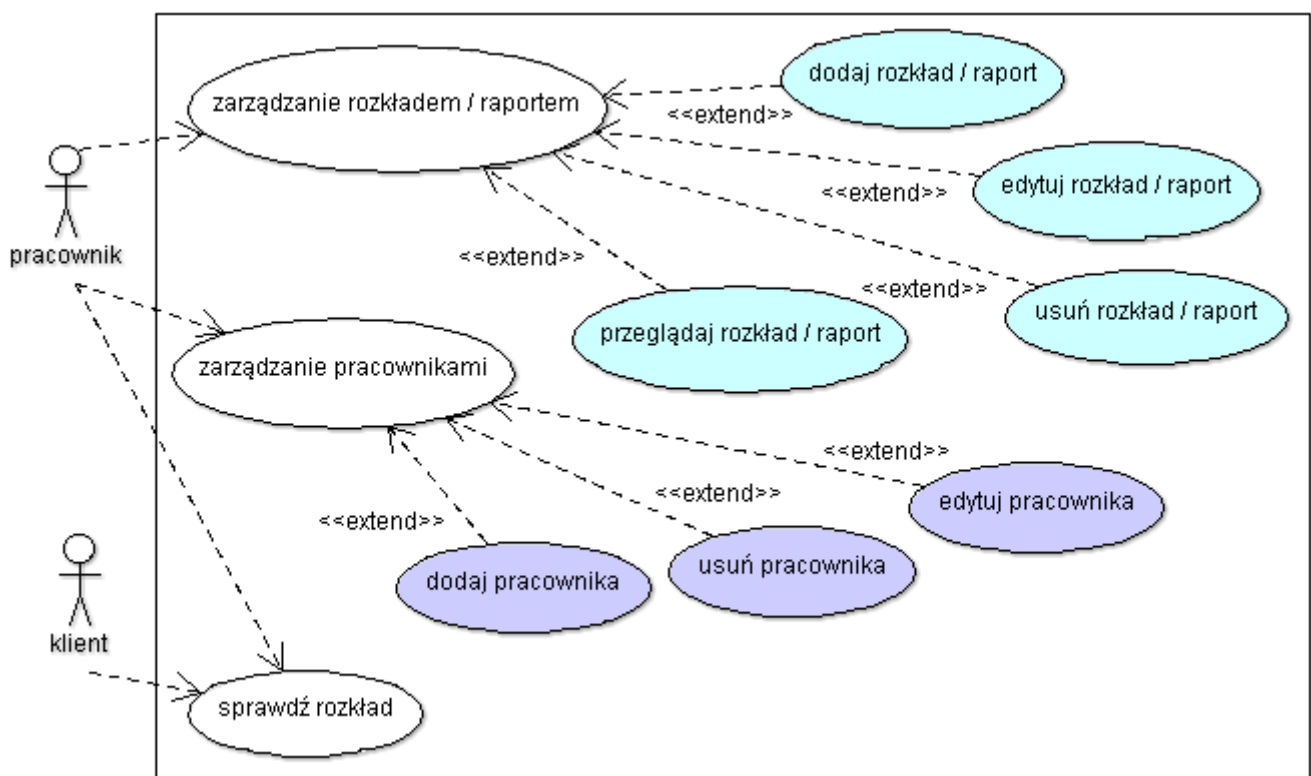 dodaj rozkład / raport
zarządzanie rozkładem / raportem
<<extend>>
edytuj rozkład / raport
<<extend>>
pracownik
<<extend>>
<<extend>>
usuń rozkład / raport
przeglądaj rozkład / raport
zarządzanie pracownikami
<<extend>>
edytuj pracownika
<<extend>>
<<extend>>
usuń pracownika
dodaj pracownika
klient
sprawdź rozkład